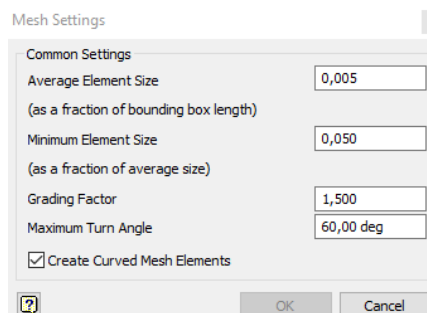 Mesh Settings
Common Settings
Average Element Size 0,005
(as a fraction of bounding box length)
Minimum Element Size 0,050
(as a fraction of average size)
Grading Factor 1,500
Maximum Turn Angle 60,00 deg
Create Curved Mesh Elements
? OK Cancel